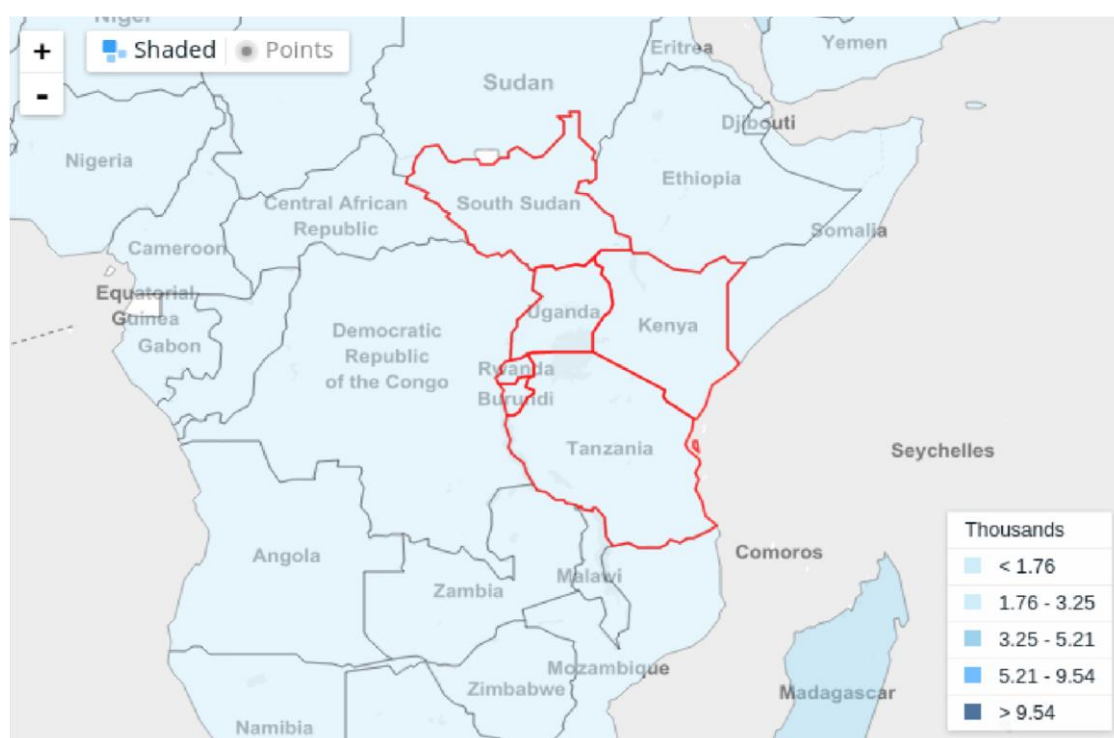 Niger
+
-
Shaded
Points
Sudan
Eritrea
Yemen
Djibouti
Nigeria
Ethiopia
Central African
Republic
South Sudan
Somalia
Cameroon
Equatorial
Guinea
Gabon
Uganda
Kenya
Democratic
Republic
of the Congo
Rwanda
Burundi
Tanzania
Seychelles
Angola
Comoros
Malawi
Zambia
Mozambique
Zimbabwe
Madagascar
Namibia
Thousands
< 1.76
1.76 - 3.25
3.25 - 5.21
5.21 - 9.54
> 9.54